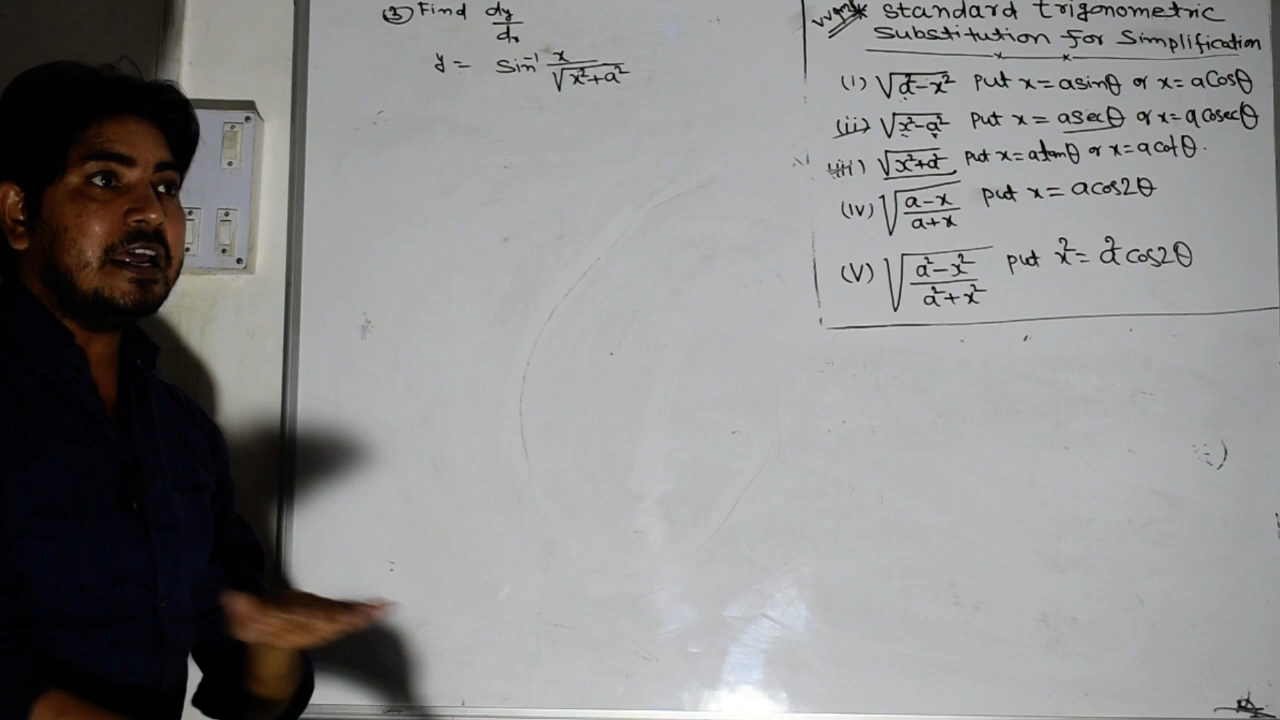 ③ Find dy/dx
y = sin⁻¹ x/√(x²+a²)
Standard trigonometric
Substitution for Simplification
(i) √(a²-x²) put x = a sinθ or x = a cosθ
(ii) √(x²-a²) put x = a secθ or x = a cosecθ
(iii) √(x²+a²) put x = a tanθ or x = a cotθ.
(iv) √((a-x)/(a+x)) put x = a cos2θ
(v) √((a²-x²)/(a²+x²)) put x² = a² cos2θ